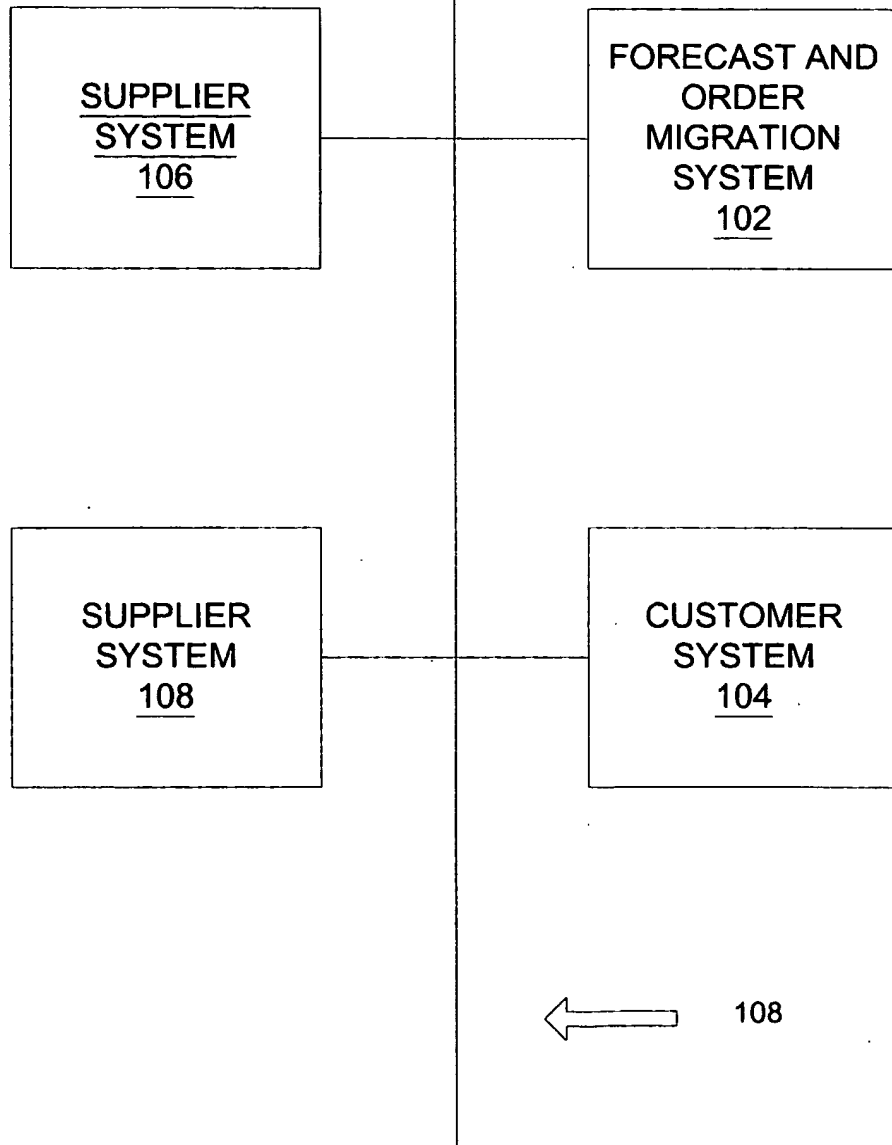 SUPPLIER
SYSTEM
106
FORECAST AND
ORDER
MIGRATION
SYSTEM
102
SUPPLIER
SYSTEM
108
CUSTOMER
SYSTEM
104
108